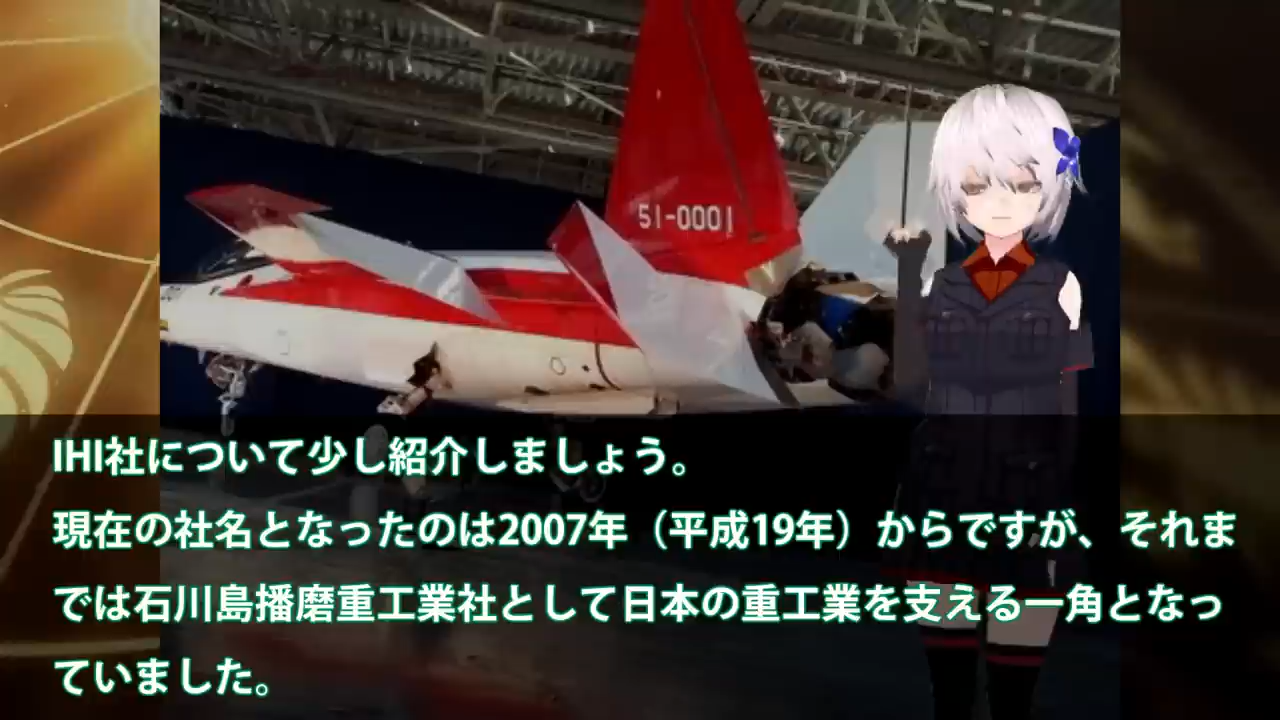 51-0001
IHI社について少し紹介しましょう。
現在の社名となったのは2007年（平成19年）からですが、それま
では石川島播磨重工業社として日本の重工業を支える一角となっ
ていました。